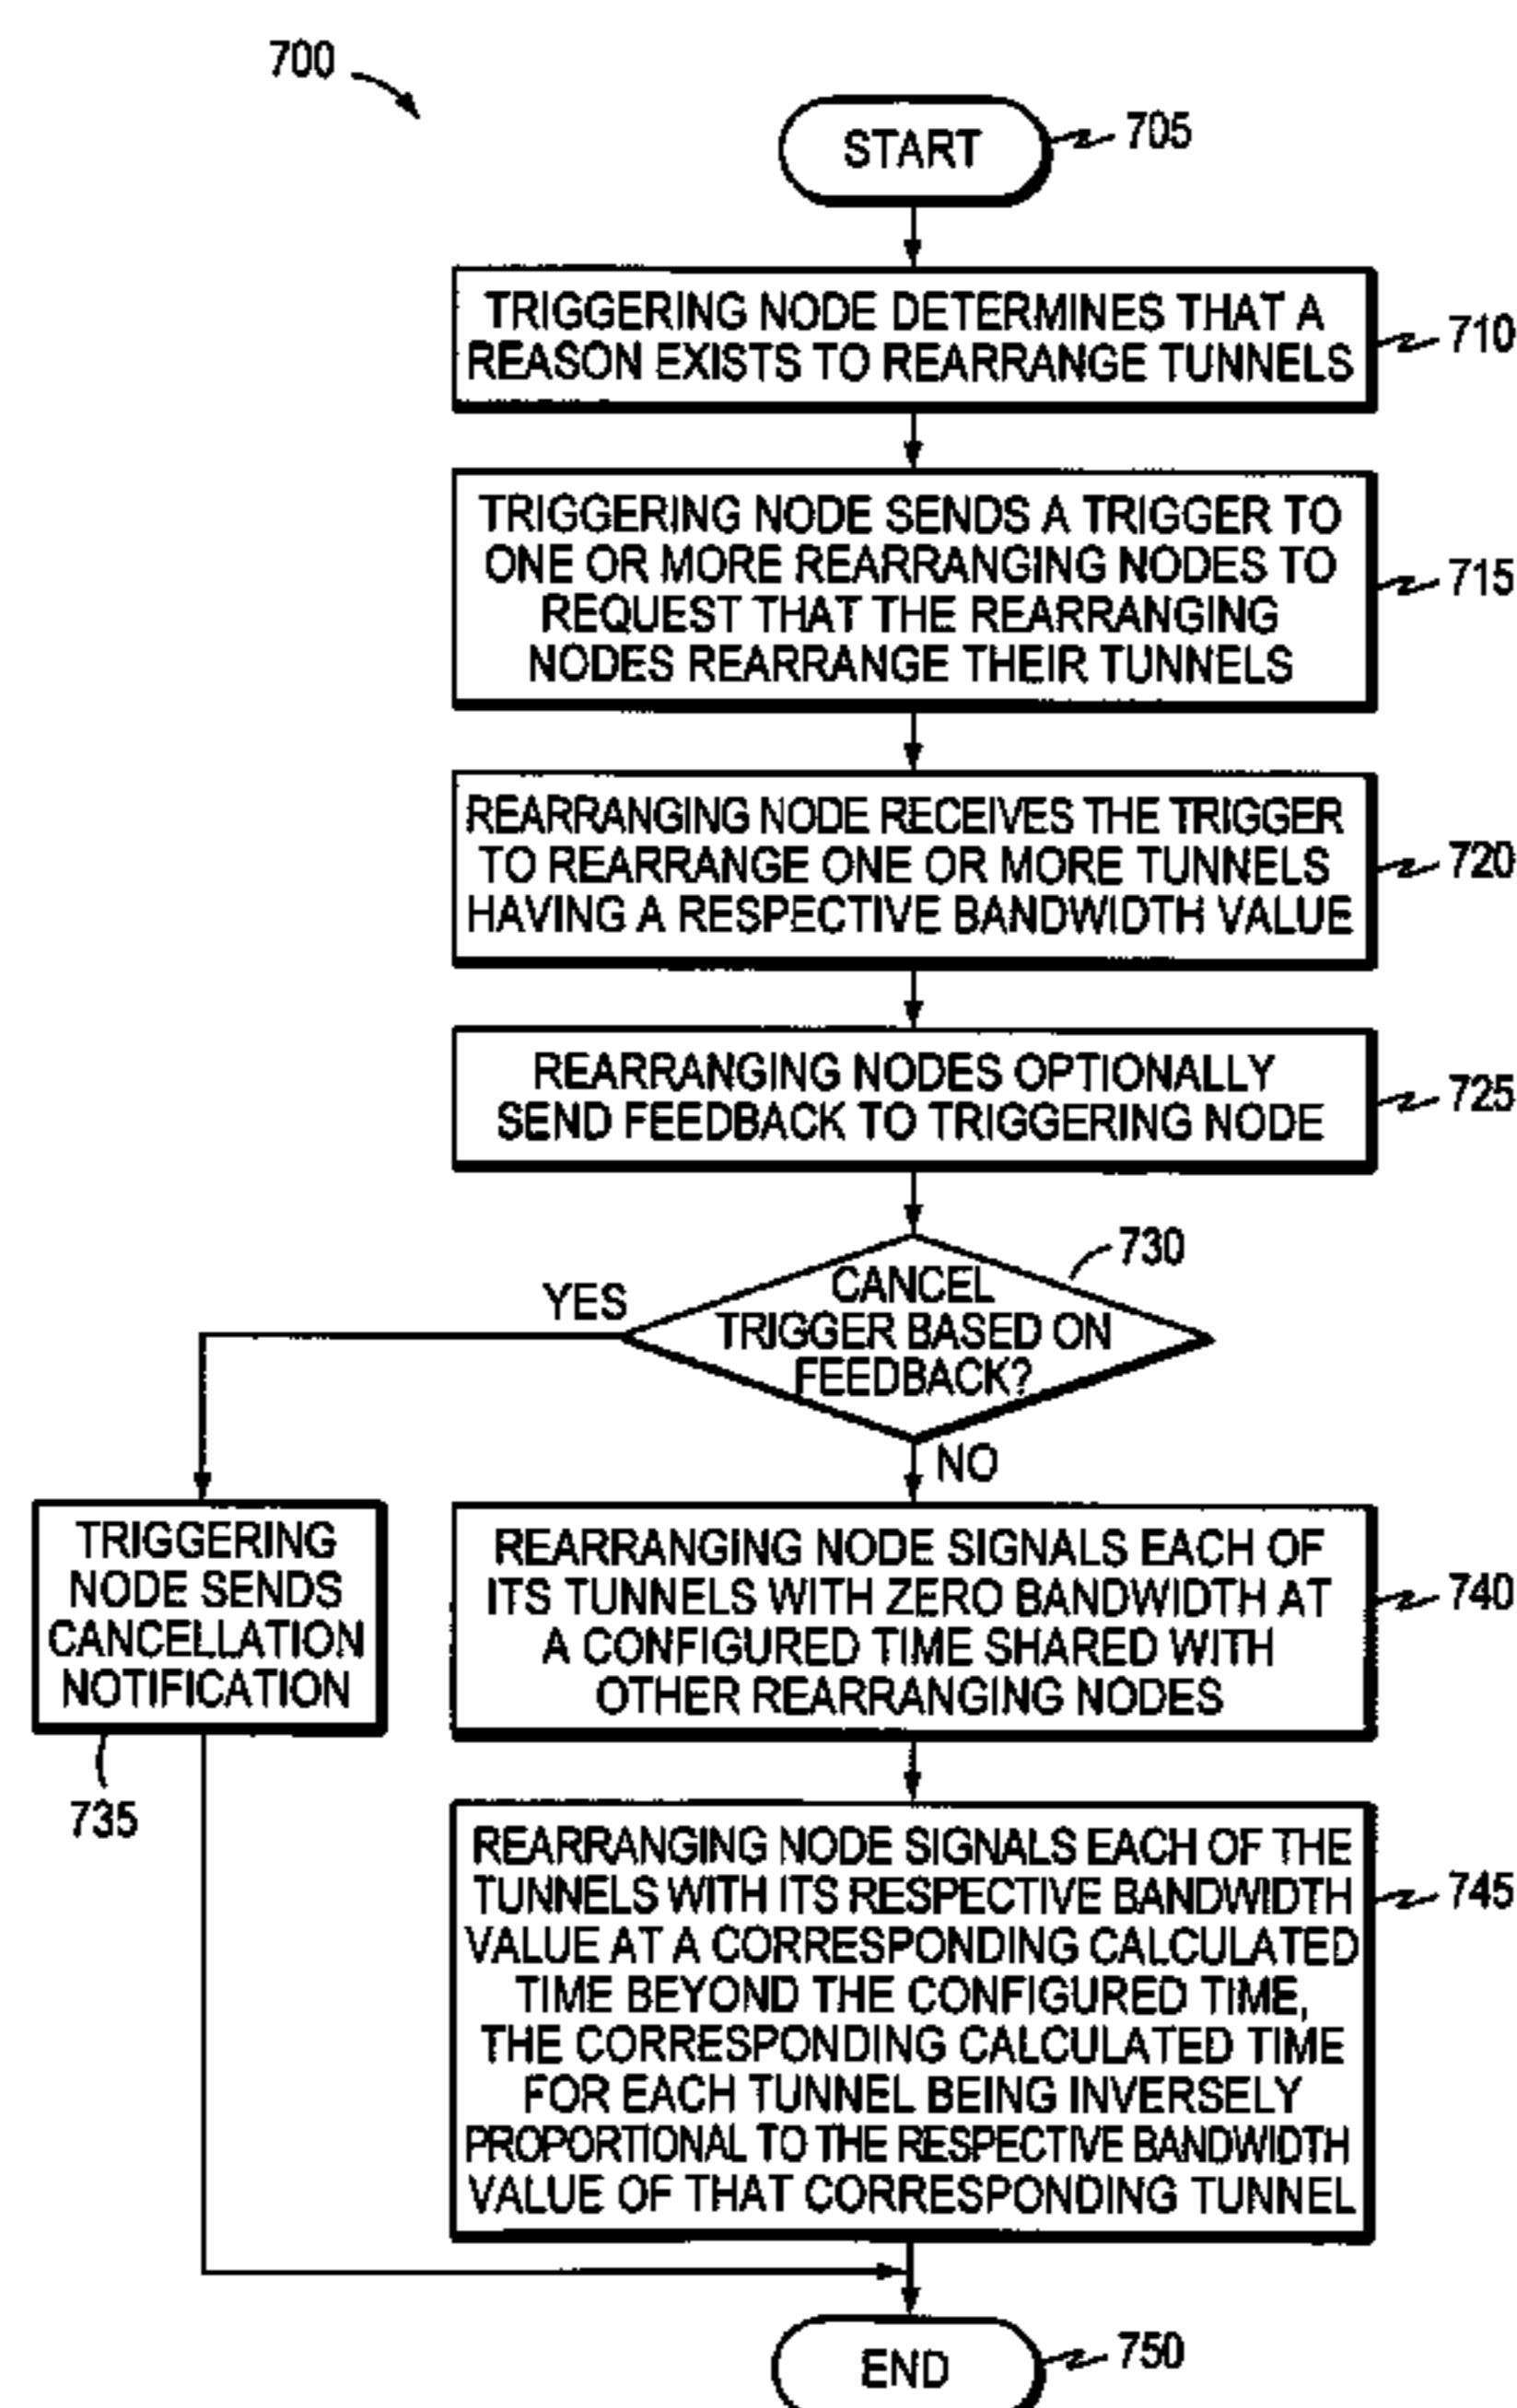 700
START
705
TRIGGERING NODE DETERMINES THAT A
REASON EXISTS TO REARRANGE TUNNELS
710
TRIGGERING NODE SENDS A TRIGGER TO
ONE OR MORE REARRANGING NODES TO
REQUEST THAT THE REARRANGING
NODES REARRANGE THEIR TUNNELS
715
REARRANGING NODE RECEIVES THE TRIGGER
TO REARRANGE ONE OR MORE TUNNELS
HAVING A RESPECTIVE BANDWIDTH VALUE
720
REARRANGING NODES OPTIONALLY
SEND FEEDBACK TO TRIGGERING NODE
725
CANCEL
TRIGGER BASED ON
FEEDBACK?
730
YES
NO
TRIGGERING
NODE SENDS
CANCELLATION
NOTIFICATION
735
REARRANGING NODE SIGNALS EACH OF
ITS TUNNELS WITH ZERO BANDWIDTH AT
A CONFIGURED TIME SHARED WITH
OTHER REARRANGING NODES
740
REARRANGING NODE SIGNALS EACH OF THE
TUNNELS WITH ITS RESPECTIVE BANDWIDTH
VALUE AT A CORRESPONDING CALCULATED
TIME BEYOND THE CONFIGURED TIME,
THE CORRESPONDING CALCULATED TIME
FOR EACH TUNNEL BEING INVERSELY
PROPORTIONAL TO THE RESPECTIVE BANDWIDTH
VALUE OF THAT CORRESPONDING TUNNEL
745
END
750